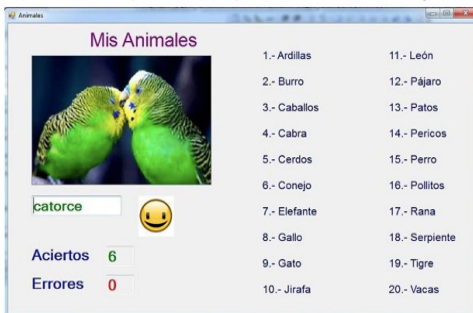 Animales
Mis Animales
catorce
Aciertos 6
Errores 0
1.- Ardillas
2.- Burro
3.- Caballos
4.- Cabra
5.- Cerdos
6.- Conejo
7.- Elefante
8.- Gallo
9.- Gato
10.- Jirafa
11.- León
12.- Pájaro
13.- Patos
14.- Pericos
15.- Perro
16.- Pollitos
17.- Rana
18.- Serpiente
19.- Tigre
20.- Vacas